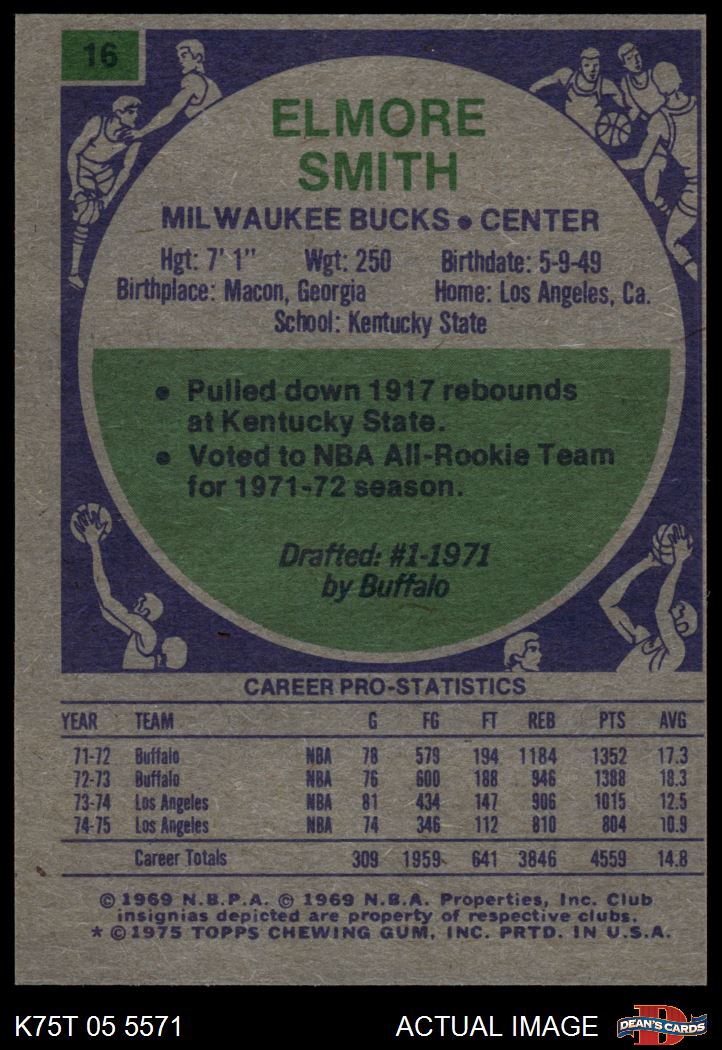 16
ELMORE
SMITH
MILWAUKEE BUCKS • CENTER
Hgt: 7' 1" Wgt: 250 Birthdate: 5-9-49
Birthplace: Macon, Georgia Home: Los Angeles, Ca.
School: Kentucky State
• Pulled down 1917 rebounds
at Kentucky State.
• Voted to NBA All-Rookie Team
for 1971-72 season.
Drafted: #1-1971
by Buffalo
CAREER PRO-STATISTICS
YEAR TEAM G FG FT REB PTS AVG
71-72 Buffalo NBA 78 579 194 1184 1352 17.3
72-73 Buffalo NBA 76 600 188 946 1388 18.3
73-74 Los Angeles NBA 81 434 147 906 1015 12.5
74-75 Los Angeles NBA 74 346 112 810 804 10.9
Career Totals 309 1959 641 3846 4559 14.8
© 1969 N.B.P.A. © 1969 N.B.A. Properties, Inc. Club
insignias depicted are property of respective clubs.
* © 1975 TOPPS CHEWING GUM, INC. PRTD. IN U.S.A.
K75T 05 5571 ACTUAL IMAGE D DEAN'S CARDS